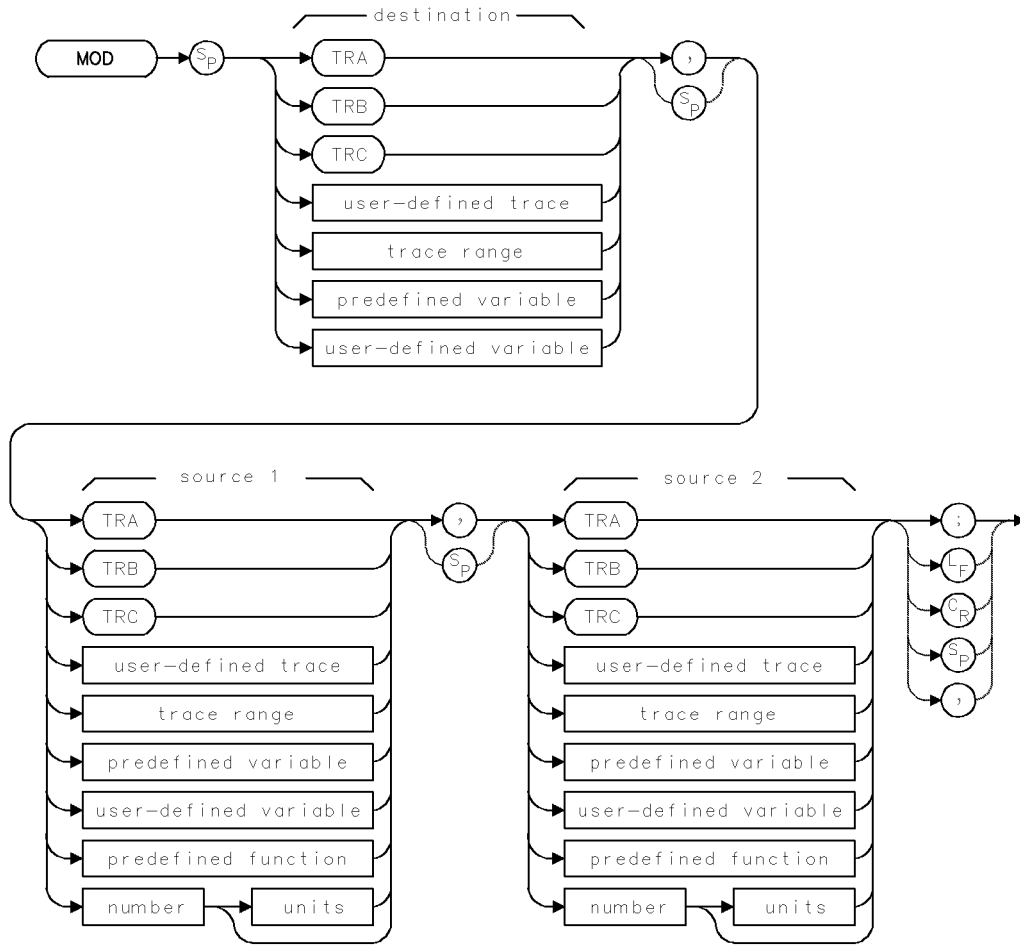 destination
MOD SP TRA ,
TRB SP
TRC
user-defined trace
trace range
predefined variable
user-defined variable
source 1 source 2
TRA , TRA ;
TRB SP TRB LF
TRC TRC CR
user-defined trace user-defined trace SP
trace range trace range ,
predefined variable predefined variable
user-defined variable user-defined variable
predefined function predefined function
number units number units